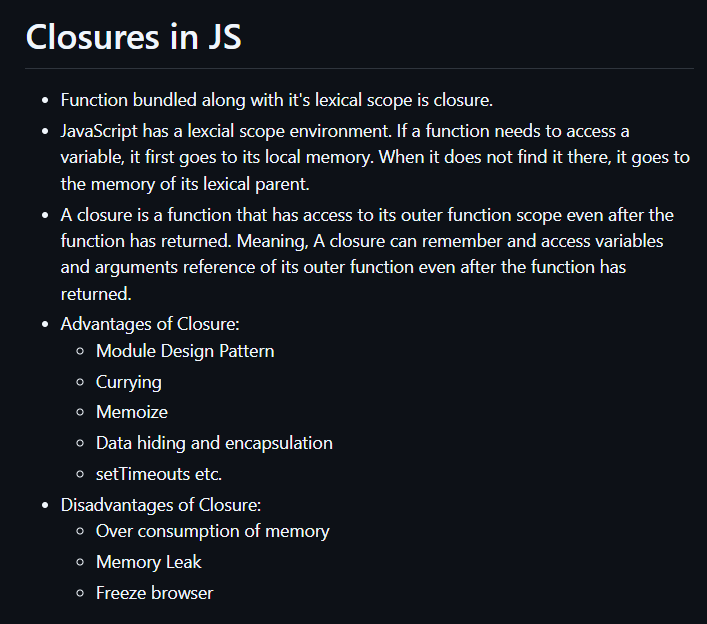 Closures in JS
• Function bundled along with it's lexical scope is closure.
• JavaScript has a lexcial scope environment. If a function needs to access a
variable, it first goes to its local memory. When it does not find it there, it goes to
the memory of its lexical parent.
• A closure is a function that has access to its outer function scope even after the
function has returned. Meaning, A closure can remember and access variables
and arguments reference of its outer function even after the function has
returned.
• Advantages of Closure:
◦ Module Design Pattern
◦ Currying
◦ Memoize
◦ Data hiding and encapsulation
◦ setTimeouts etc.
• Disadvantages of Closure:
◦ Over consumption of memory
◦ Memory Leak
◦ Freeze browser